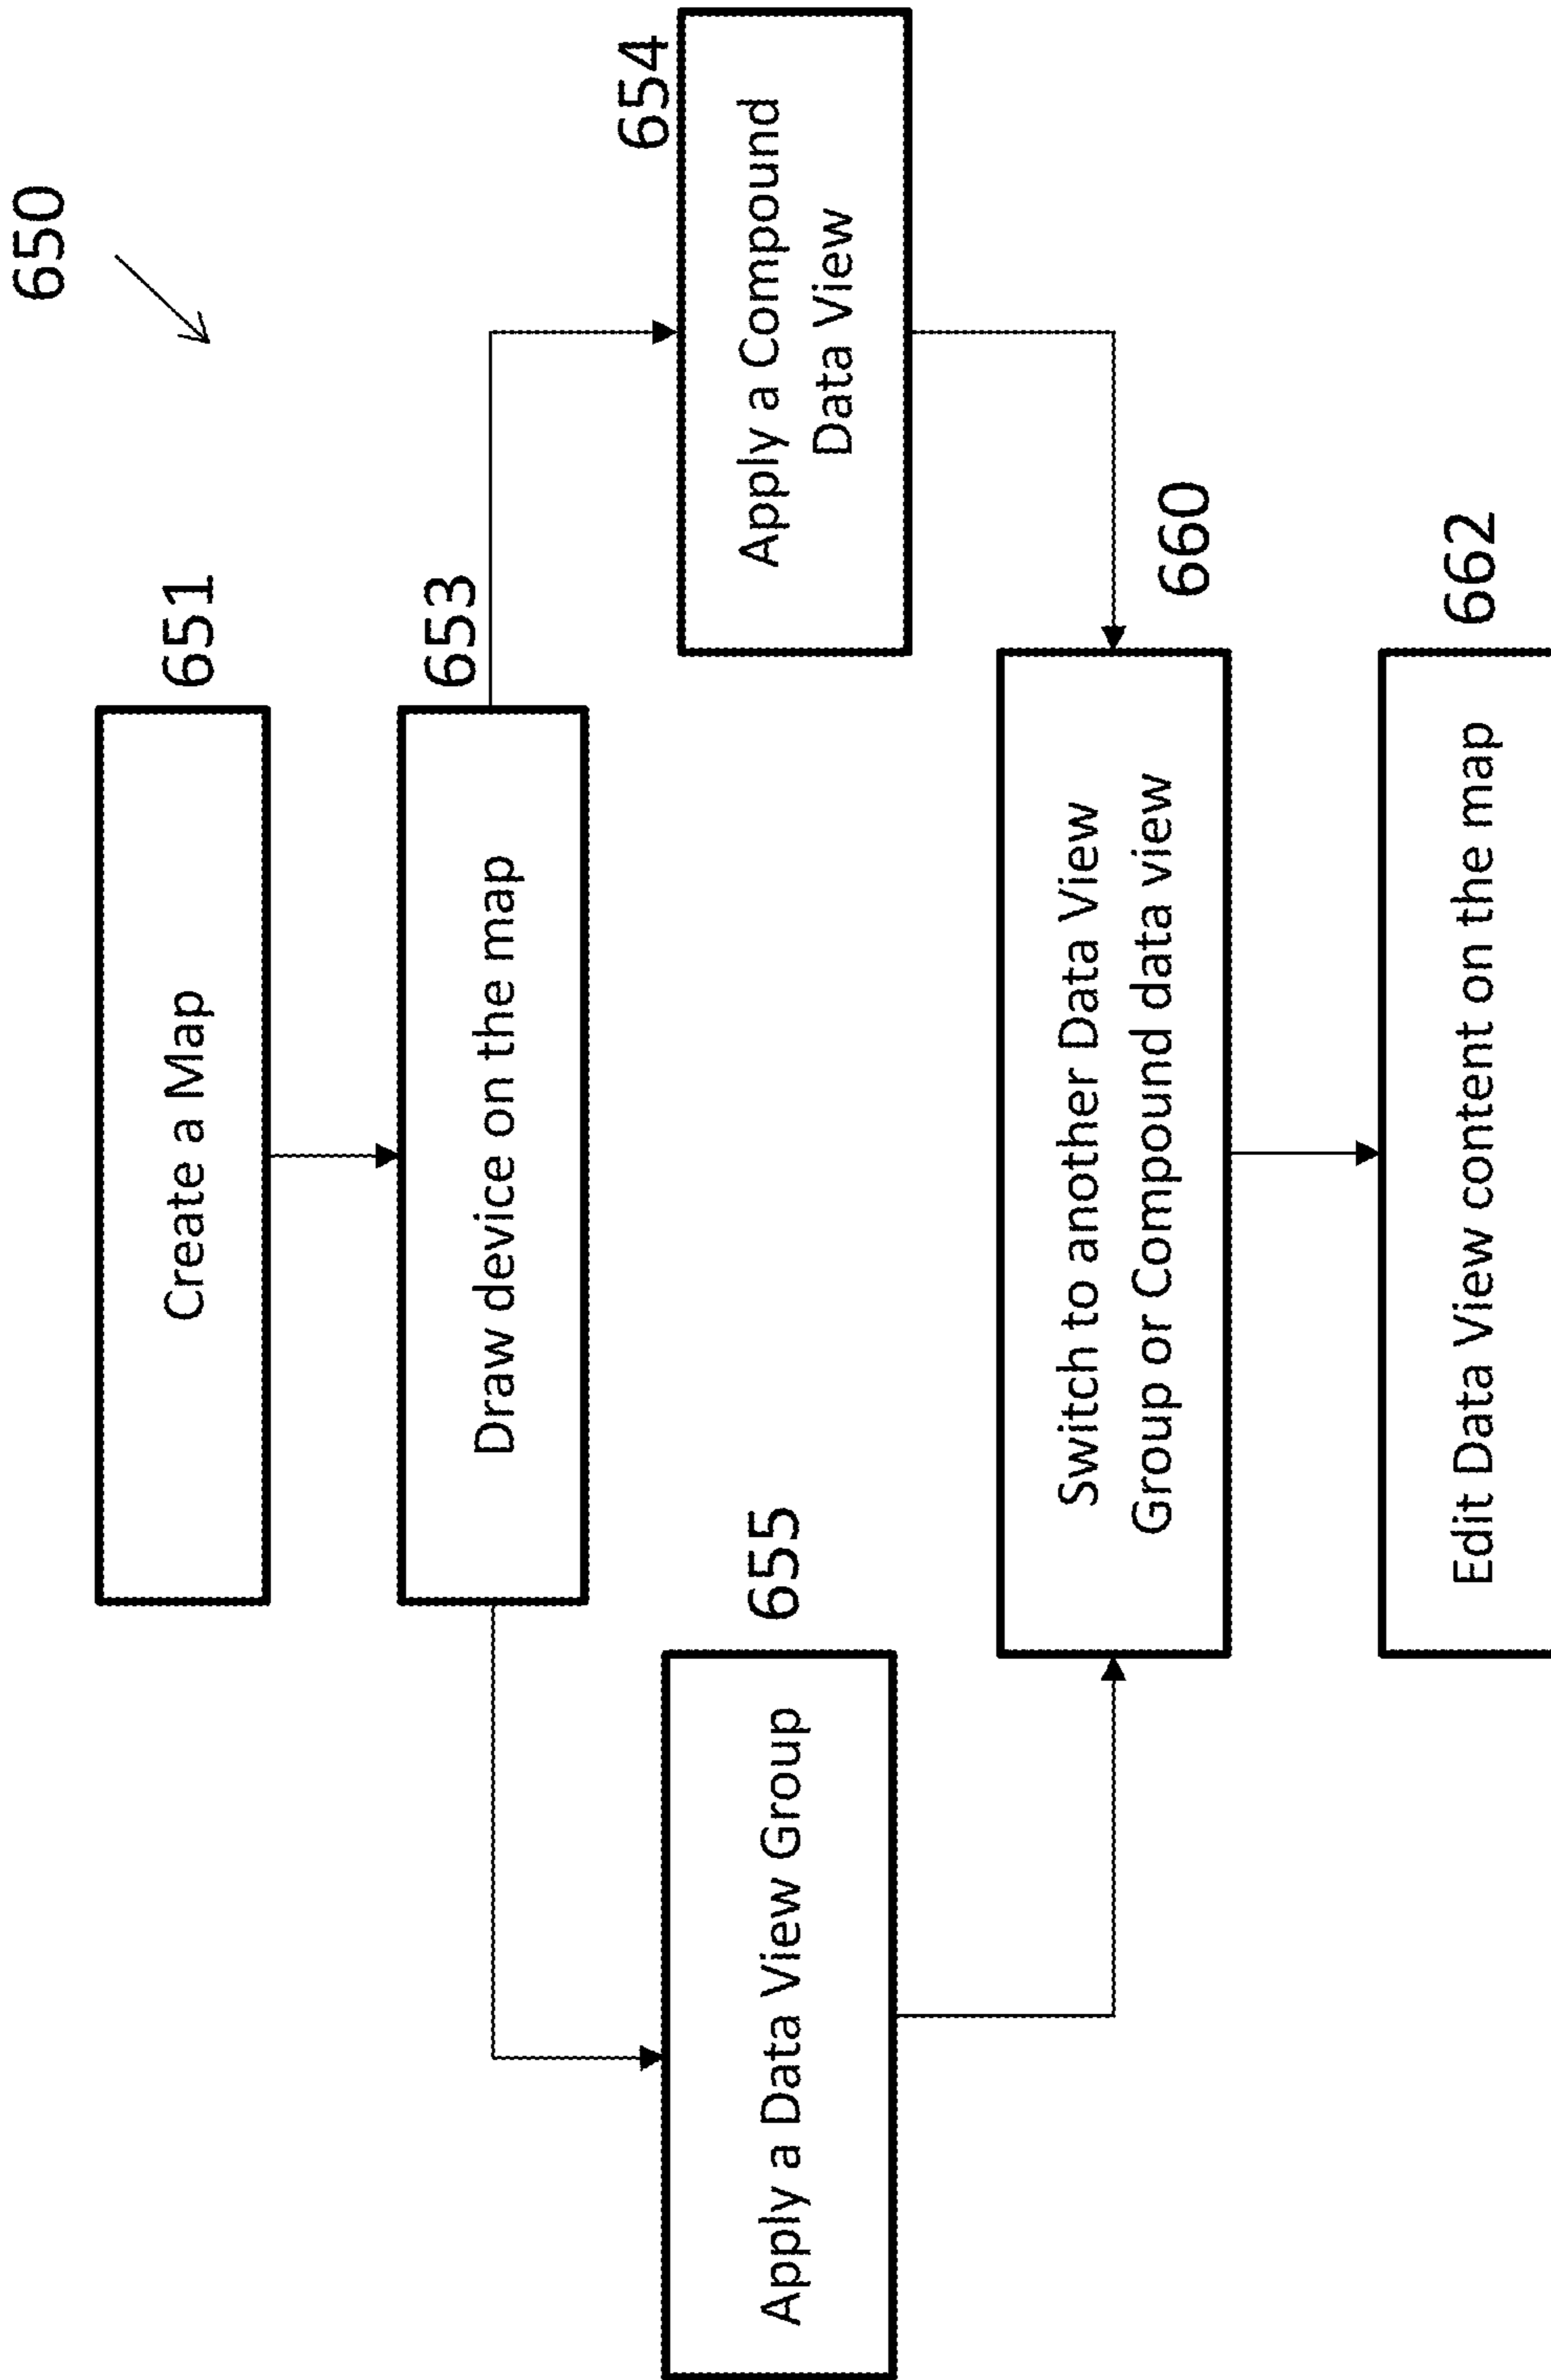 650
651
Create a Map
653
Draw device on the map
655
Apply a Data View Group
654
Apply a Compound
Data View
660
Switch to another Data View
Group or Compound data view
662
Edit Data View content on the map